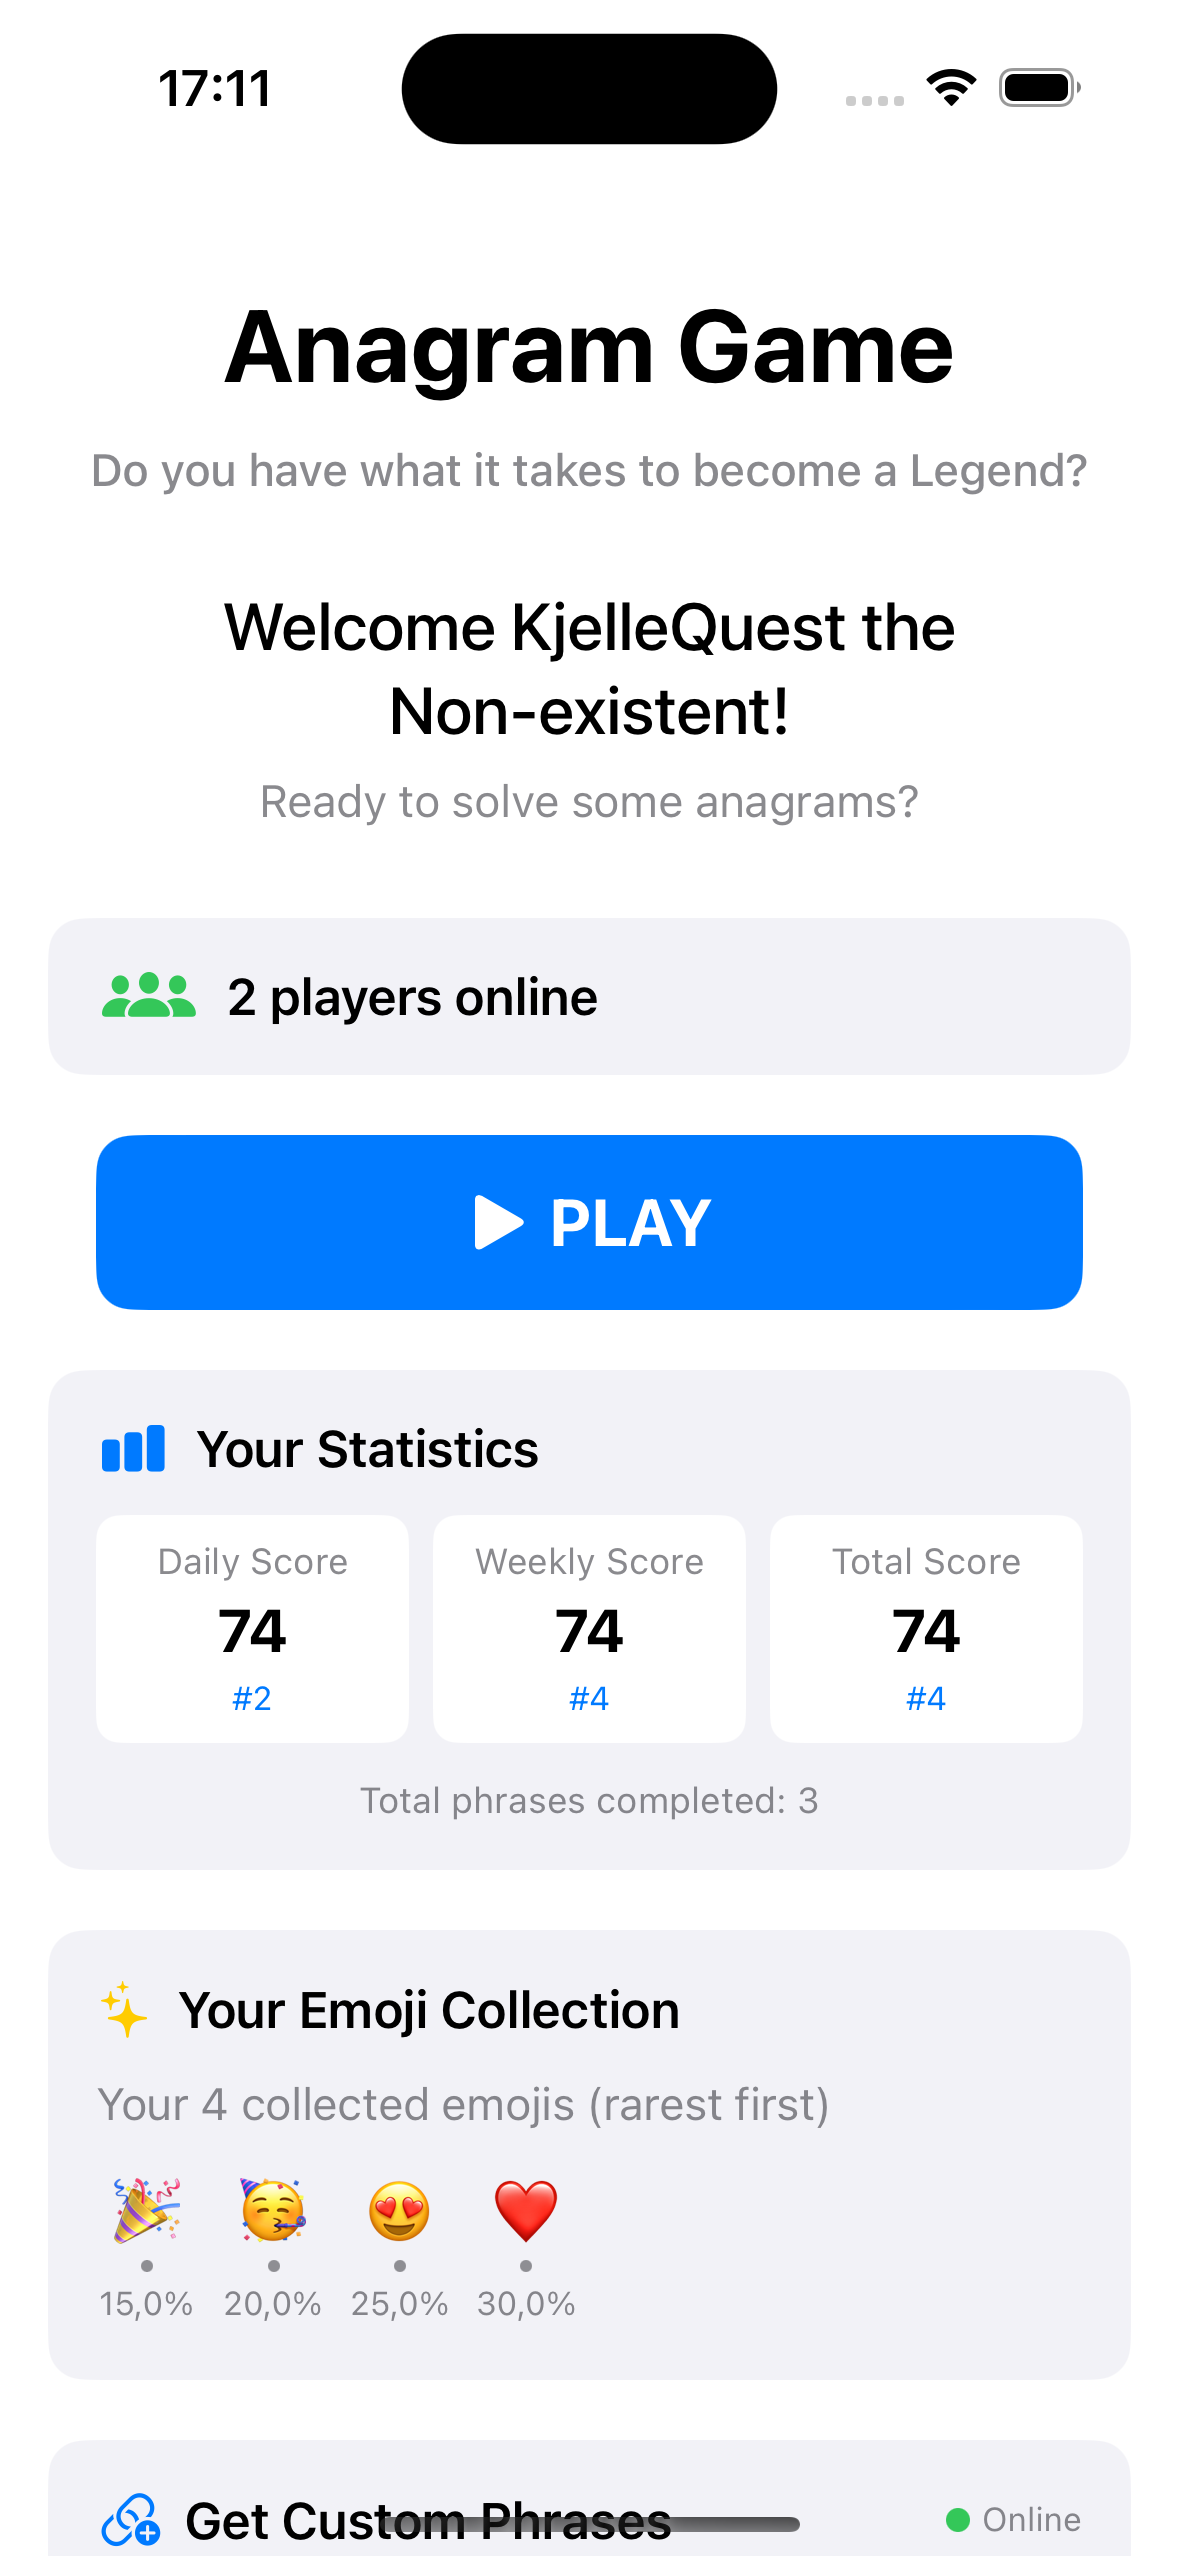 17:11
Anagram Game
Do you have what it takes to become a Legend?
Welcome KjelleQuest the
Non-existent!
Ready to solve some anagrams?
2 players online
PLAY
Your Statistics
Daily Score Weekly Score Total Score
74 74 74
#2 #4 #4
Total phrases completed: 3
Your Emoji Collection
Your 4 collected emojis (rarest first)
15,0% 20,0% 25,0% 30,0%
Get Custom Phrases Online